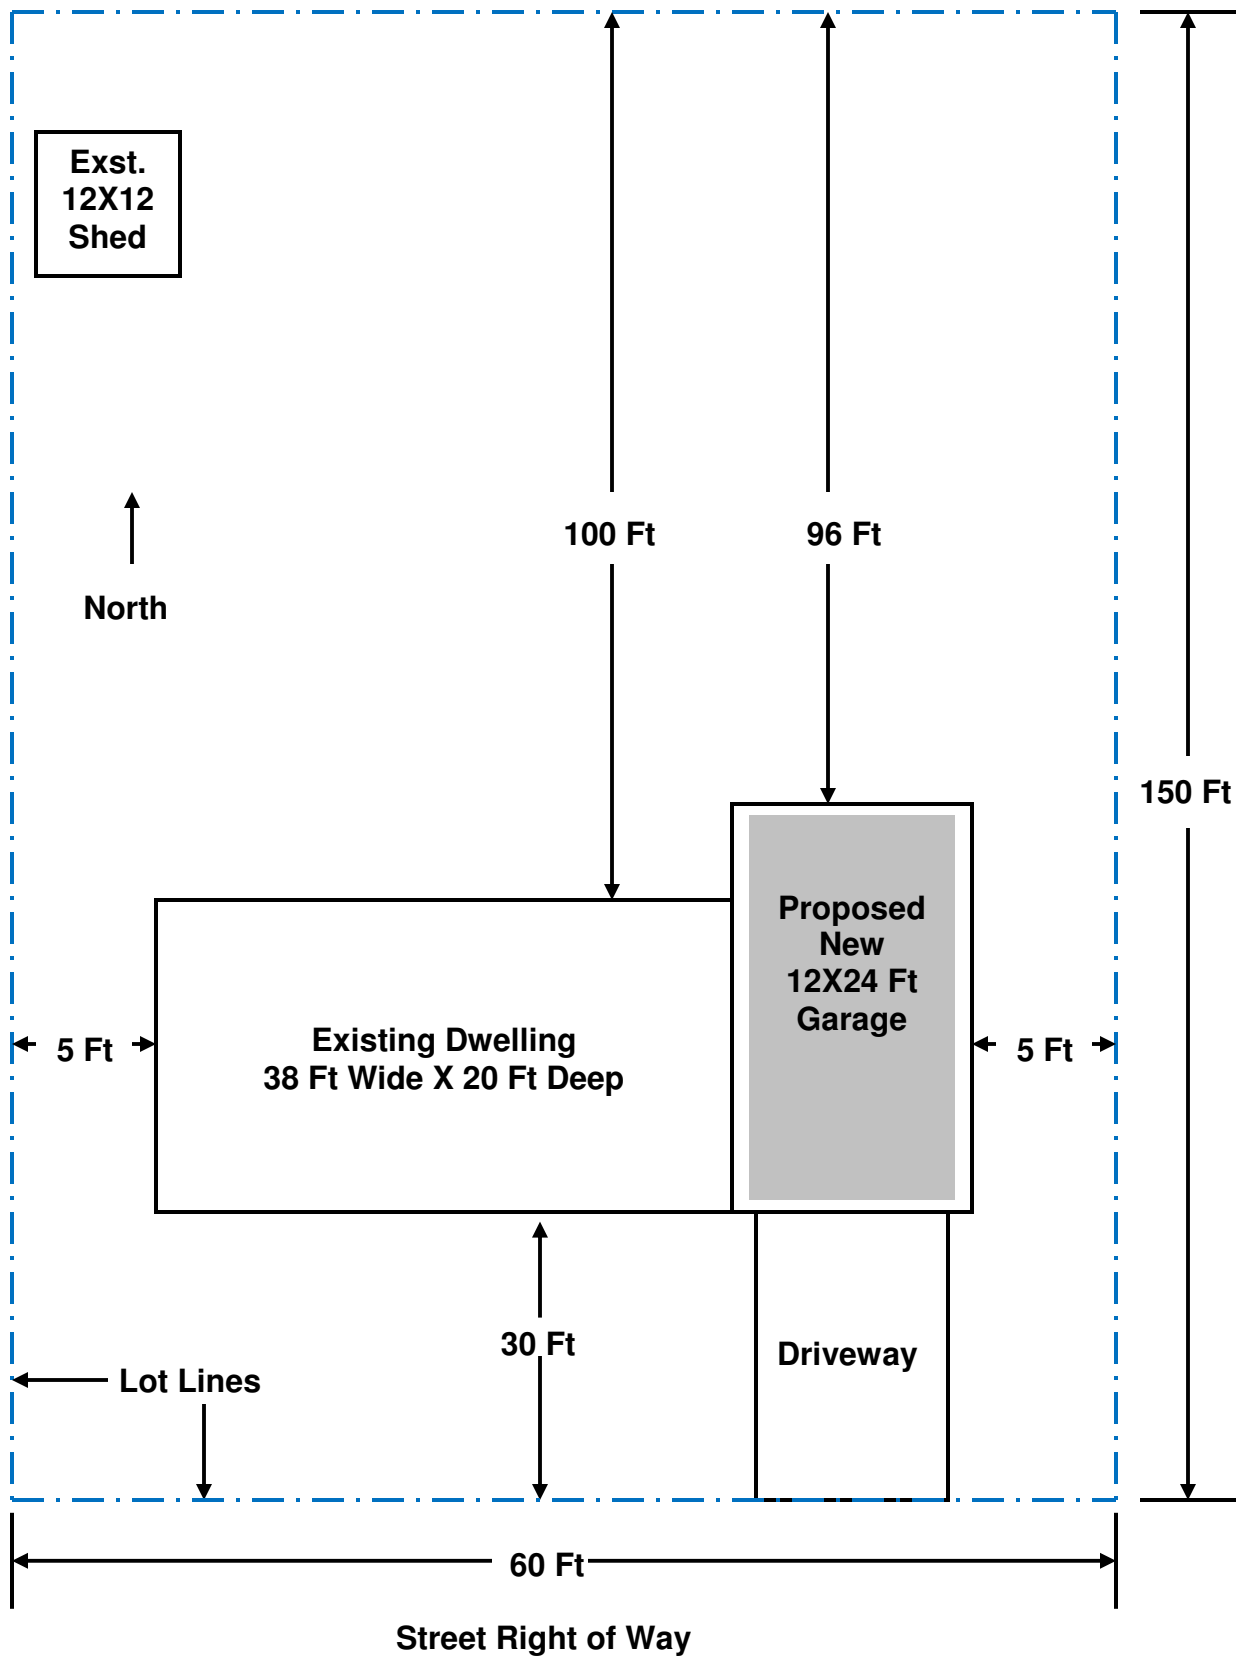 Exst.
12X12
Shed
North
100 Ft
96 Ft
150 Ft
Proposed
New
12X24 Ft
Garage
Existing Dwelling
38 Ft Wide X 20 Ft Deep
5 Ft
5 Ft
30 Ft
Driveway
Lot Lines
60 Ft
Street Right of Way